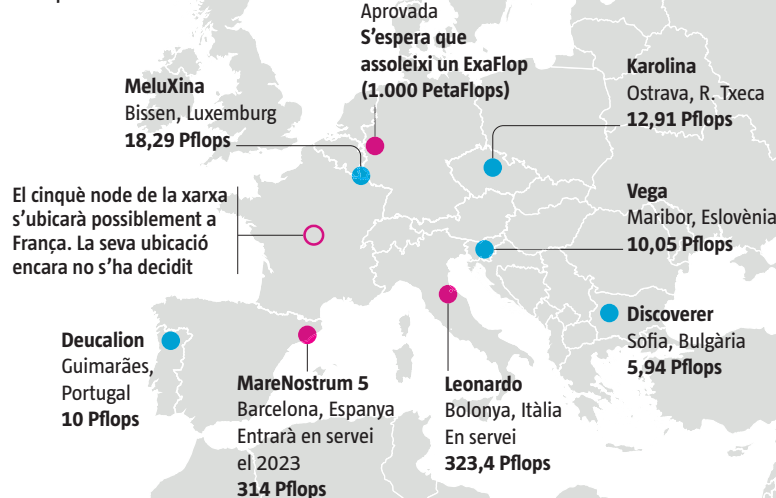 Aprovada
S'espera que
assoleixi un ExaFlop
(1.000 PetaFlops)
MeluXina
Bissen, Luxemburg
18,29 Pflops
Karolina
Ostrava, R. Txeca
12,91 Pflops
El cinquè node de la xarxa
s'ubicarà possiblement a
França. La seva ubicació
encara no s'ha decidit
Vega
Maribor, Eslovènia
10,05 Pflops
Deucalion
Guimarães,
Portugal
10 Pflops
MareNostrum 5
Barcelona, Espanya
Entrarà en servei
el 2023
314 Pflops
Leonardo
Bolonya, Itàlia
En servei
323,4 Pflops
Discoverer
Sofia, Bulgària
5,94 Pflops